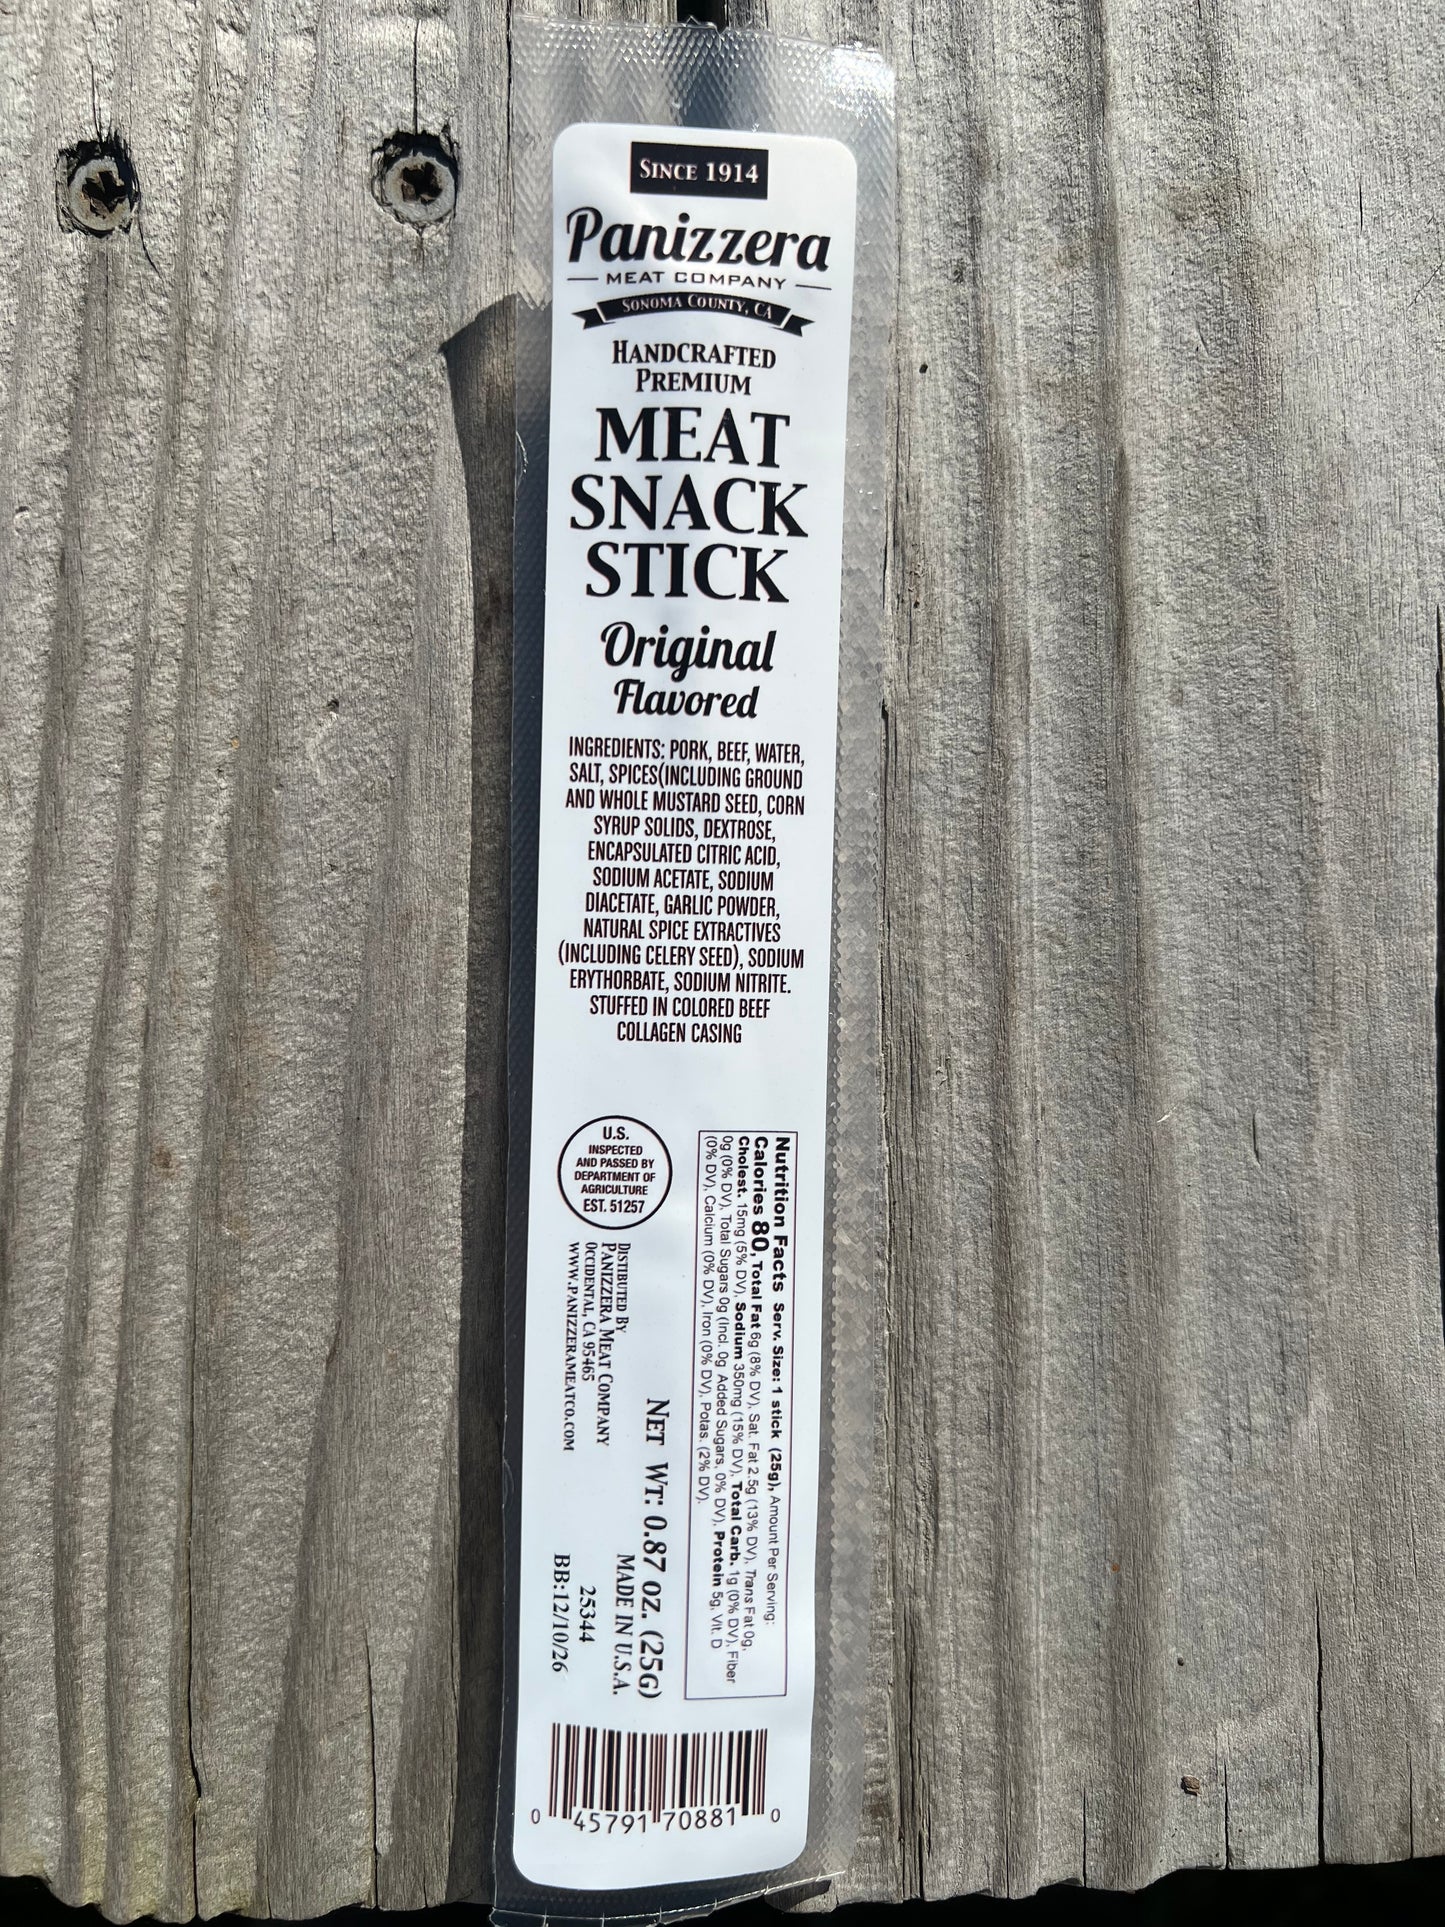 SINCE 1914
Panizzera
MEAT COMPANY
SONOMA COUNTY, CA
HANDCRAFTED
PREMIUM
MEAT
SNACK
STICK
Original
Flavored
INGREDIENTS: PORK, BEEF, WATER,
SALT, SPICES(INCLUDING GROUND
AND WHOLE MUSTARD SEED, CORN
SYRUP SOLIDS, DEXTROSE,
ENCAPSULATED CITRIC ACID,
SODIUM ACETATE, SODIUM
DIACETATE, GARLIC POWDER,
NATURAL SPICE EXTRACTIVES
(INCLUDING CELERY SEED), SODIUM
ERYTHORBATE, SODIUM NITRITE.
STUFFED IN COLORED BEEF
COLLAGEN CASING
U.S.
INSPECTED
AND PASSED BY
DEPARTMENT OF
AGRICULTURE
EST. 51257
Nutrition Facts Serv. Size: 1 stick (25g), Amount Per Serving:
Calories 80, Total Fat 6g (8% DV), Sat. Fat 2.5g (13% DV), Trans Fat 0g,
Cholest. 15mg (5% DV), Sodium 350mg (15% DV), Total Carb. 1g (0% DV), Fiber
0g (0% DV), Total Sugars 0g (Incl. 0g Added Sugars, 0% DV), Protein 5g, Vit. D
(0% DV), Calcium (0% DV), Iron (0% DV), Potas. (2% DV).
DISTIBUTED BY
PANIZZERA MEAT COMPANY
OCCIDENTAL, CA 95465
WWW.PANIZZERAMEATCO.COM
NET WT: 0.87 OZ. (25G)
MADE IN U.S.A.
25344
BB:12/10/26
0 45791 70881 0